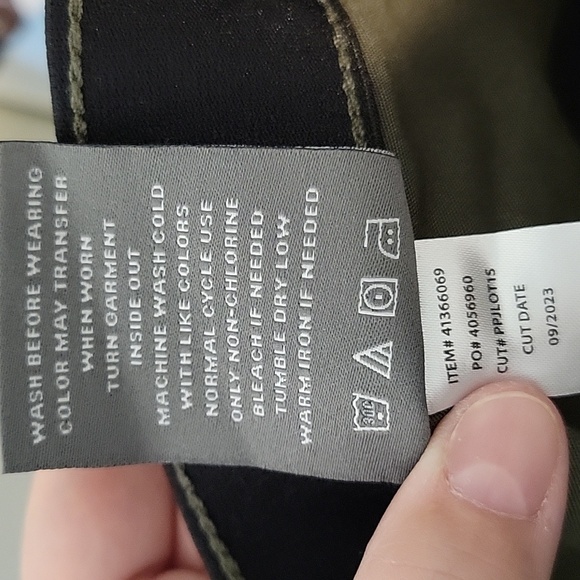 WASH BEFORE WEARING
COLOR MAY TRANSFER
WHEN WORN
TURN GARMENT
INSIDE OUT
MACHINE WASH COLD
WITH LIKE COLORS
NORMAL CYCLE USE
ONLY NON-CHLORINE
BLEACH IF NEEDED
TUMBLE DRY LOW
WARM IRON IF NEEDED
30C
ITEM# 41366069
PO# 4056960
CUT# PPJLOT15
CUT DATE
09/2023